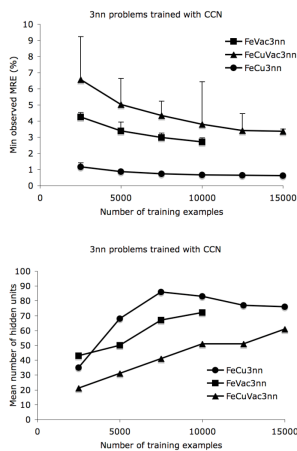 3nn problems trained with CCN
Min observed MRE (%)
10
9
8
7
6
5
4
3
2
1
0
FeVac3nn
FeCuVac3nn
FeCu3nn
0 5000 10000 15000
Number of training examples
3nn problems trained with CCN
Mean number of hidden units
100
90
80
70
60
50
40
30
20
10
0
FeCu3nn
FeVac3nn
FeCuVac3nn
0 5000 10000 15000
Number of training examples